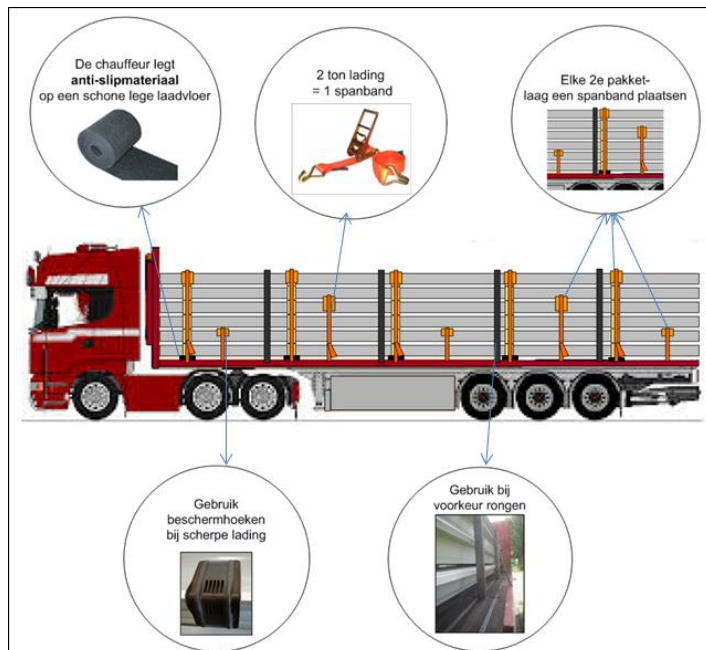 De chauffeur legt
anti-slipmateriaal
op een schone lege laadvloer
2 ton lading
= 1 spanband
Elke 2e pakket-
laag een spanband plaatsen
Gebruik
beschermhoeken
bij scherpe lading
Gebruik bij
voorkeur rongen